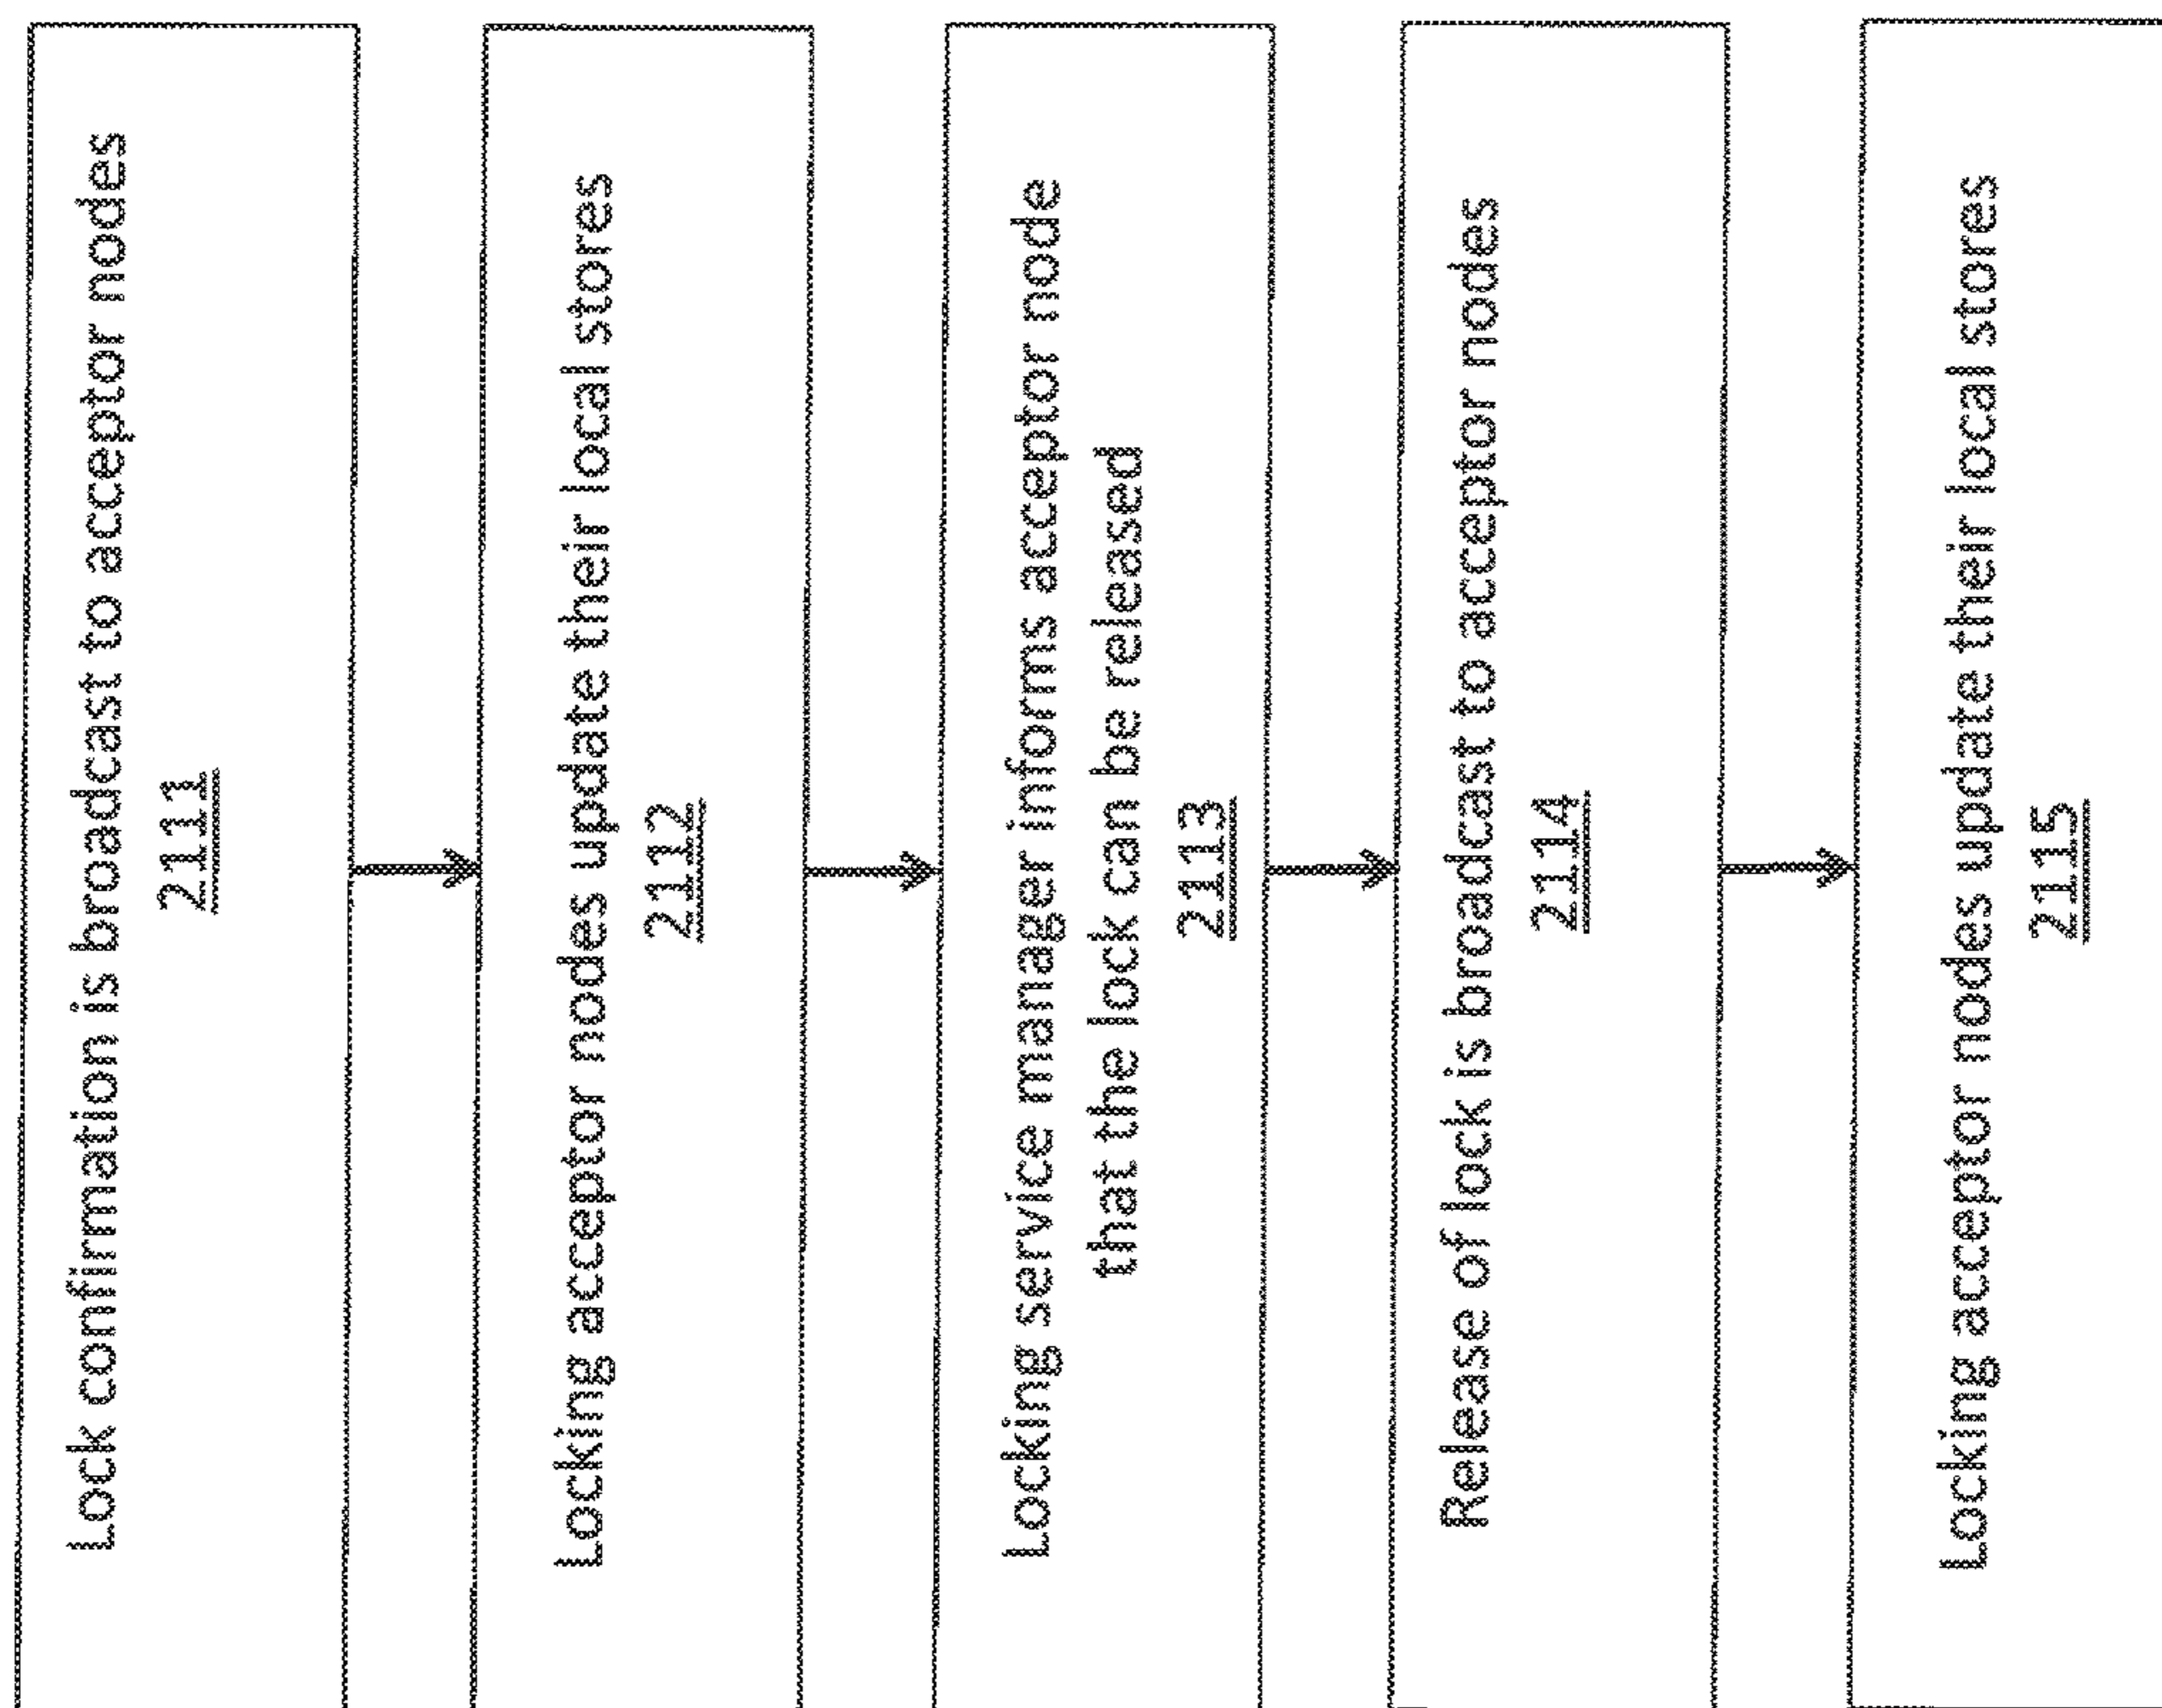 Lock confirmation is broadcast to acceptor nodes
2111
Locking acceptor nodes update their local stores
2112
Locking service manager informs acceptor node
that the lock can be released
2113
Release of lock is broadcast to acceptor nodes
2114
Locking acceptor nodes update their local stores
2115